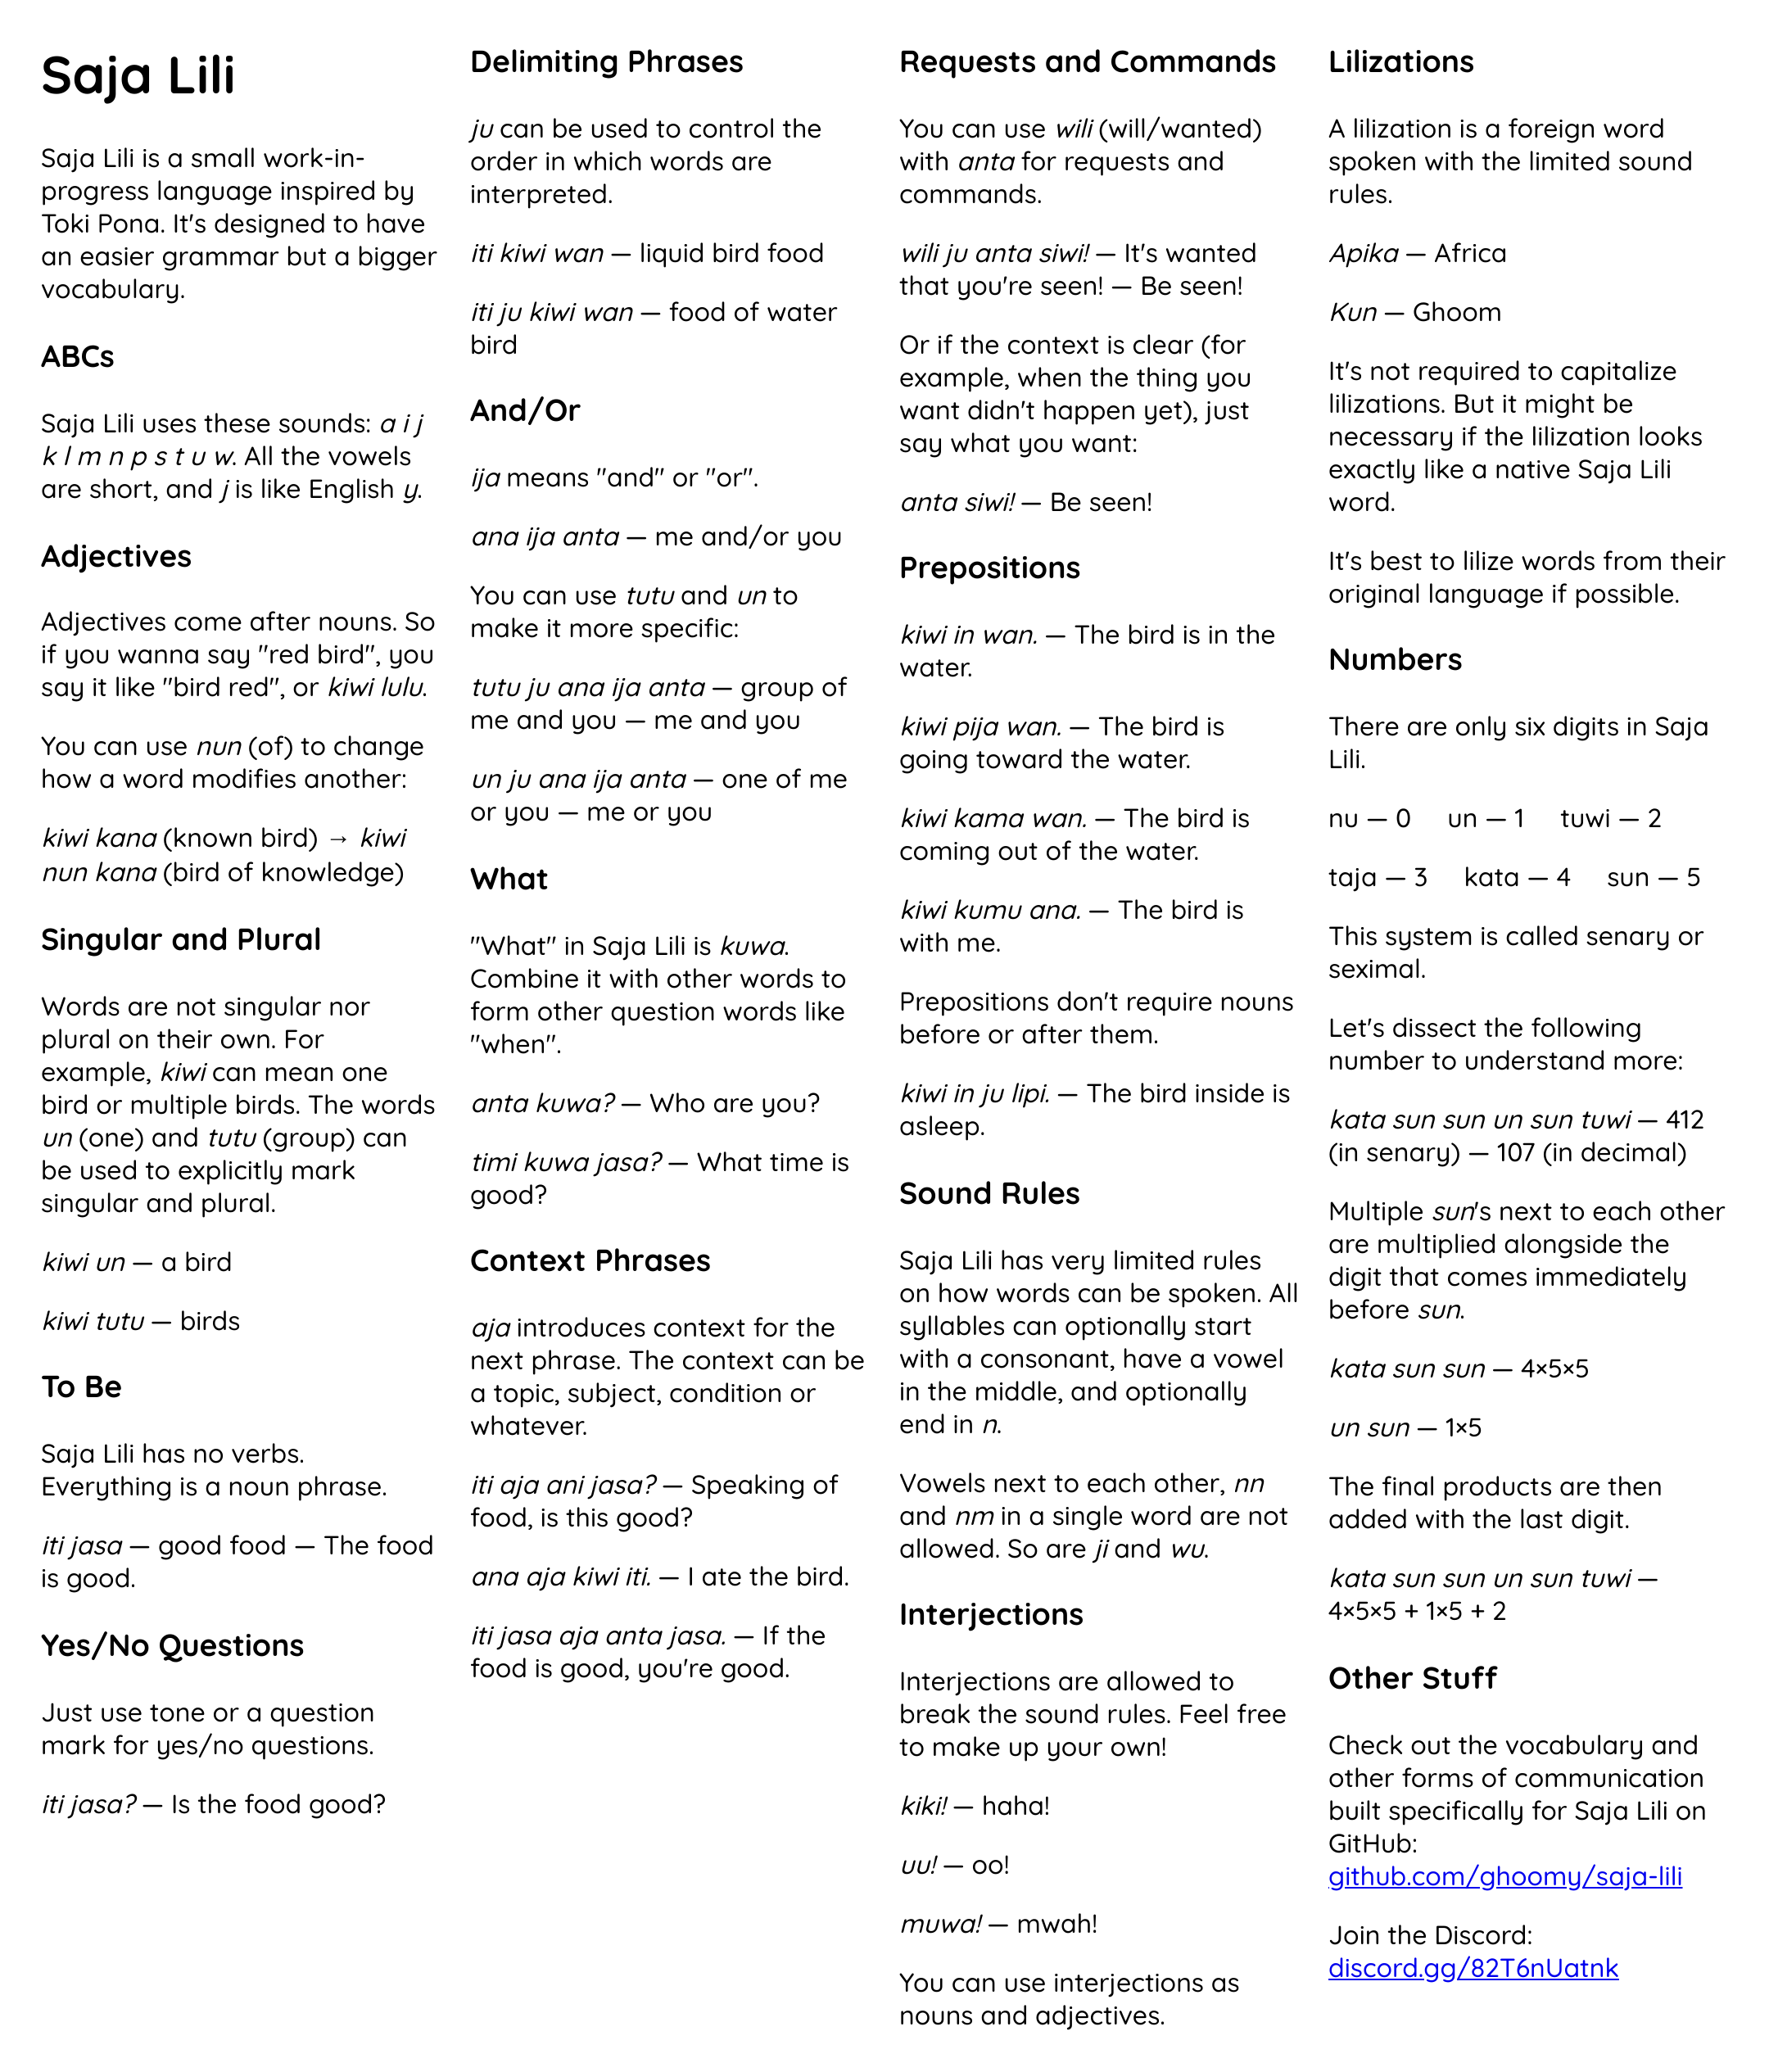 Saja Lili
Saja Lili is a small work-in-
progress language inspired by
Toki Pona. It's designed to have
an easier grammar but a bigger
vocabulary.
ABCs
Saja Lili uses these sounds: a i j
k l m n p s t u w. All the vowels
are short, and j is like English y.
Adjectives
Adjectives come after nouns. So
if you wanna say "red bird", you
say it like "bird red", or kiwi lulu.
You can use nun (of) to change
how a word modifies another:
kiwi kana (known bird) → kiwi
nun kana (bird of knowledge)
Singular and Plural
Words are not singular nor
plural on their own. For
example, kiwi can mean one
bird or multiple birds. The words
un (one) and tutu (group) can
be used to explicitly mark
singular and plural.
kiwi un — a bird
kiwi tutu — birds
To Be
Saja Lili has no verbs.
Everything is a noun phrase.
iti jasa — good food — The food
is good.
Yes/No Questions
Just use tone or a question
mark for yes/no questions.
iti jasa? — Is the food good?
Delimiting Phrases
ju can be used to control the
order in which words are
interpreted.
iti kiwi wan — liquid bird food
iti ju kiwi wan — food of water
bird
And/Or
ija means "and" or "or".
ana ija anta — me and/or you
You can use tutu and un to
make it more specific:
tutu ju ana ija anta — group of
me and you — me and you
un ju ana ija anta — one of me
or you — me or you
What
"What" in Saja Lili is kuwa.
Combine it with other words to
form other question words like
"when".
anta kuwa? — Who are you?
timi kuwa jasa? — What time is
good?
Context Phrases
aja introduces context for the
next phrase. The context can be
a topic, subject, condition or
whatever.
iti aja ani jasa? — Speaking of
food, is this good?
ana aja kiwi iti. — I ate the bird.
iti jasa aja anta jasa. — If the
food is good, you're good.
Requests and Commands
You can use wili (will/wanted)
with anta for requests and
commands.
wili ju anta siwi! — It's wanted
that you're seen! — Be seen!
Or if the context is clear (for
example, when the thing you
want didn't happen yet), just
say what you want:
anta siwi! — Be seen!
Prepositions
kiwi in wan. — The bird is in the
water.
kiwi pija wan. — The bird is
going toward the water.
kiwi kama wan. — The bird is
coming out of the water.
kiwi kumu ana. — The bird is
with me.
Prepositions don't require nouns
before or after them.
kiwi in ju lipi. — The bird inside is
asleep.
Sound Rules
Saja Lili has very limited rules
on how words can be spoken. All
syllables can optionally start
with a consonant, have a vowel
in the middle, and optionally
end in n.
Vowels next to each other, nn
and nm in a single word are not
allowed. So are ji and wu.
Interjections
Interjections are allowed to
break the sound rules. Feel free
to make up your own!
kiki! — haha!
uu! — oo!
muwa! — mwah!
You can use interjections as
nouns and adjectives.
Lilizations
A lilization is a foreign word
spoken with the limited sound
rules.
Apika — Africa
Kun — Ghoom
It's not required to capitalize
lilizations. But it might be
necessary if the lilization looks
exactly like a native Saja Lili
word.
It's best to lilize words from their
original language if possible.
Numbers
There are only six digits in Saja
Lili.
nu — 0 un — 1 tuwi — 2
taja — 3 kata — 4 sun — 5
This system is called senary or
seximal.
Let's dissect the following
number to understand more:
kata sun sun un sun tuwi — 412
(in senary) — 107 (in decimal)
Multiple sun's next to each other
are multiplied alongside the
digit that comes immediately
before sun.
kata sun sun — 4×5×5
un sun — 1×5
The final products are then
added with the last digit.
kata sun sun un sun tuwi —
4×5×5 + 1×5 + 2
Other Stuff
Check out the vocabulary and
other forms of communication
built specifically for Saja Lili on
GitHub:
github.com/ghoomy/saja-lili
Join the Discord:
discord.gg/82T6nUatnk